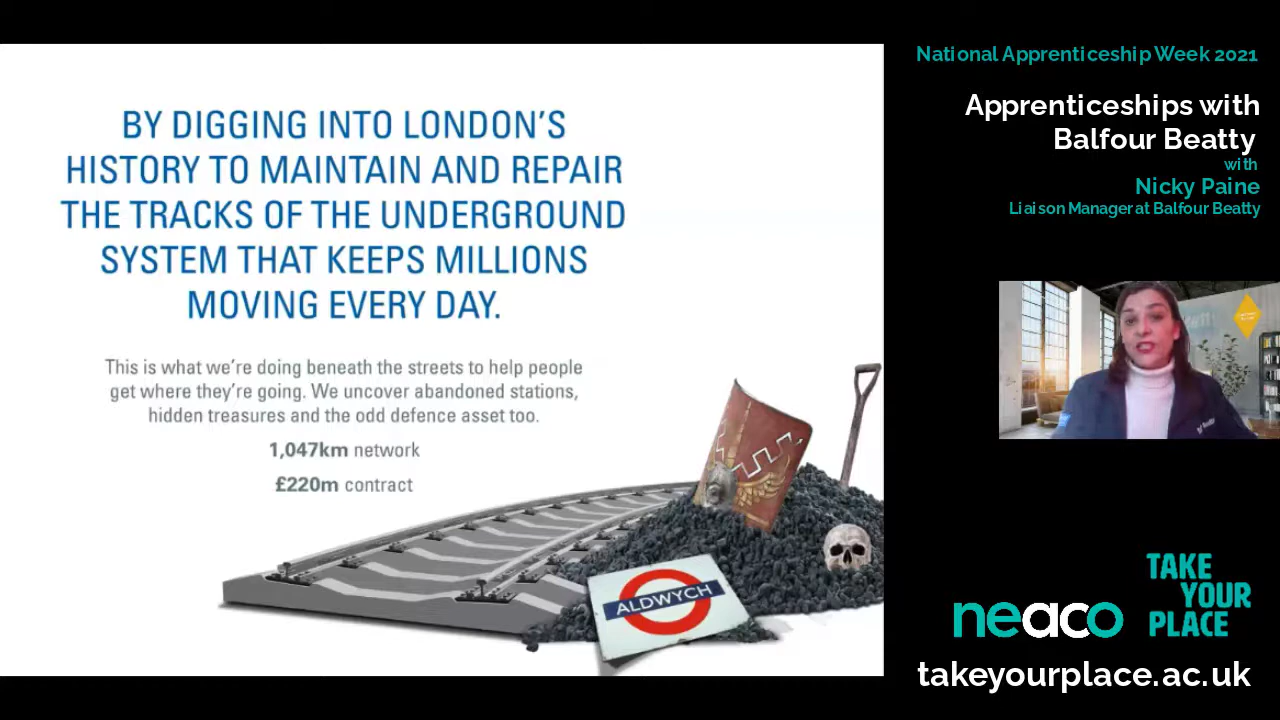 BY DIGGING INTO LONDON'S
HISTORY TO MAINTAIN AND REPAIR
THE TRACKS OF THE UNDERGROUND
SYSTEM THAT KEEPS MILLIONS
MOVING EVERY DAY.
This is what we're doing beneath the streets to help people
get where they're going. We uncover abandoned stations,
hidden treasures and the odd defence asset too.
1,047km network
£220m contract
ALDWYCH
National Apprenticeship Week 2021
Apprenticeships with
Balfour Beatty
with
Nicky Paine
Liaison Manager at Balfour Beatty
neaco
TAKE
YOUR
PLACE
takeyourplace.ac.uk